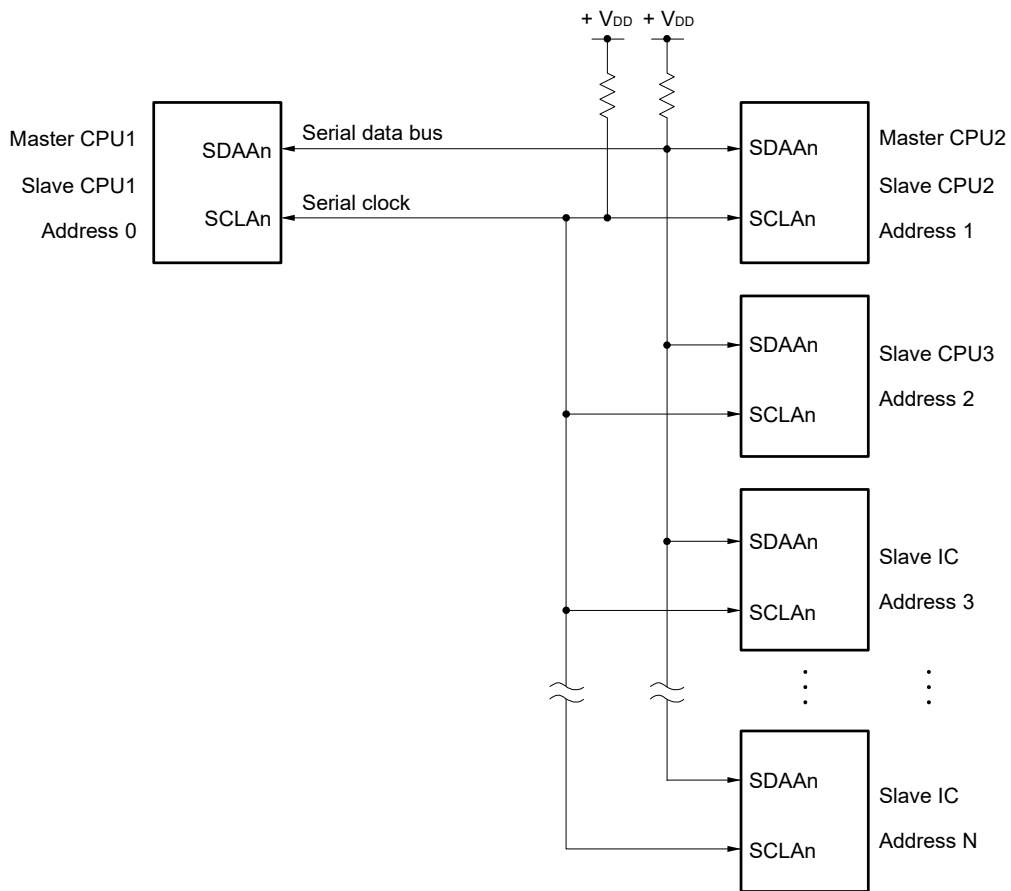 + VDD + VDD
Master CPU1
Slave CPU1
Address 0
SDAAn
SCLAn
Serial data bus
Serial clock
SDAAn
SCLAn
Master CPU2
Slave CPU2
Address 1
SDAAn
SCLAn
Slave CPU3
Address 2
SDAAn
SCLAn
Slave IC
Address 3
SDAAn
SCLAn
Slave IC
Address N